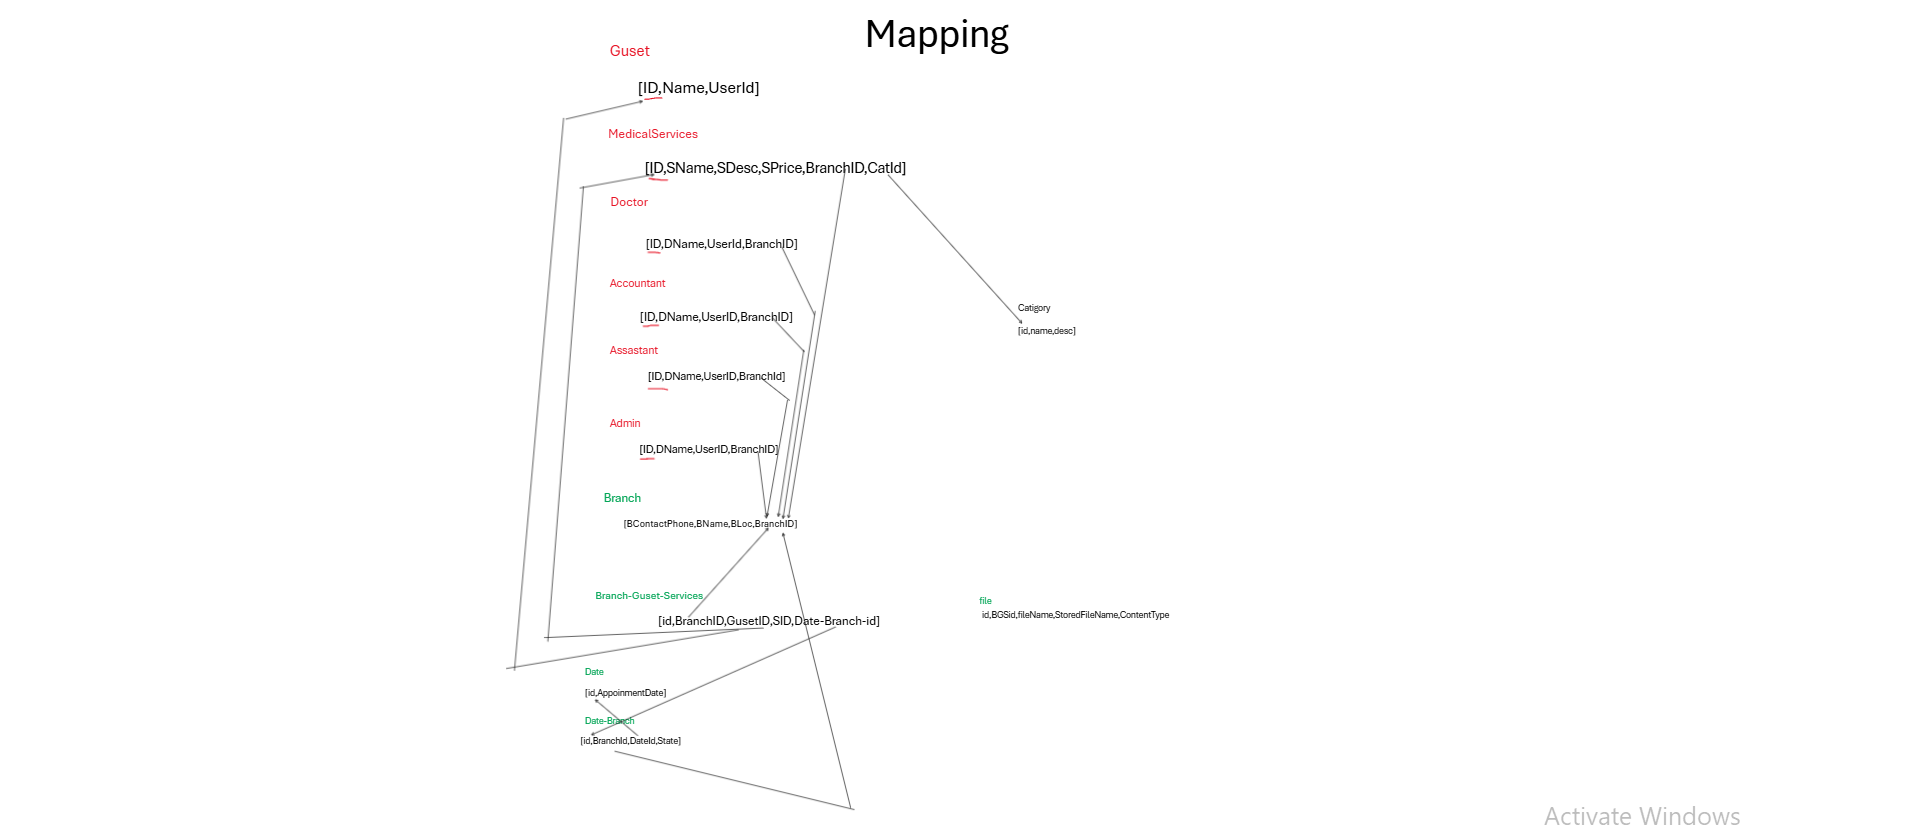 Mapping
Guset
[ID,Name,UserId]
MedicalServices
[ID,SName,SDesc,SPrice,BranchID,CatId]
Doctor
[ID,DName,UserId,BranchID]
Accountant
[ID,DName,UserID,BranchID]
Catigory
[id,name,desc]
Assastant
[ID,DName,UserID,BranchId]
Admin
[ID,DName,UserID,BranchID]
Branch
[BContactPhone,BName,BLoc,BranchID]
Branch-Guset-Services
[id,BranchID,GusetID,SID,Date-Branch-id]
file
id,BGSid,fileName,StoredFileName,ContentType
Date
[id,AppoinmentDate]
Date-Branch
[id,BranchId,DateId,State]
Activate Windows